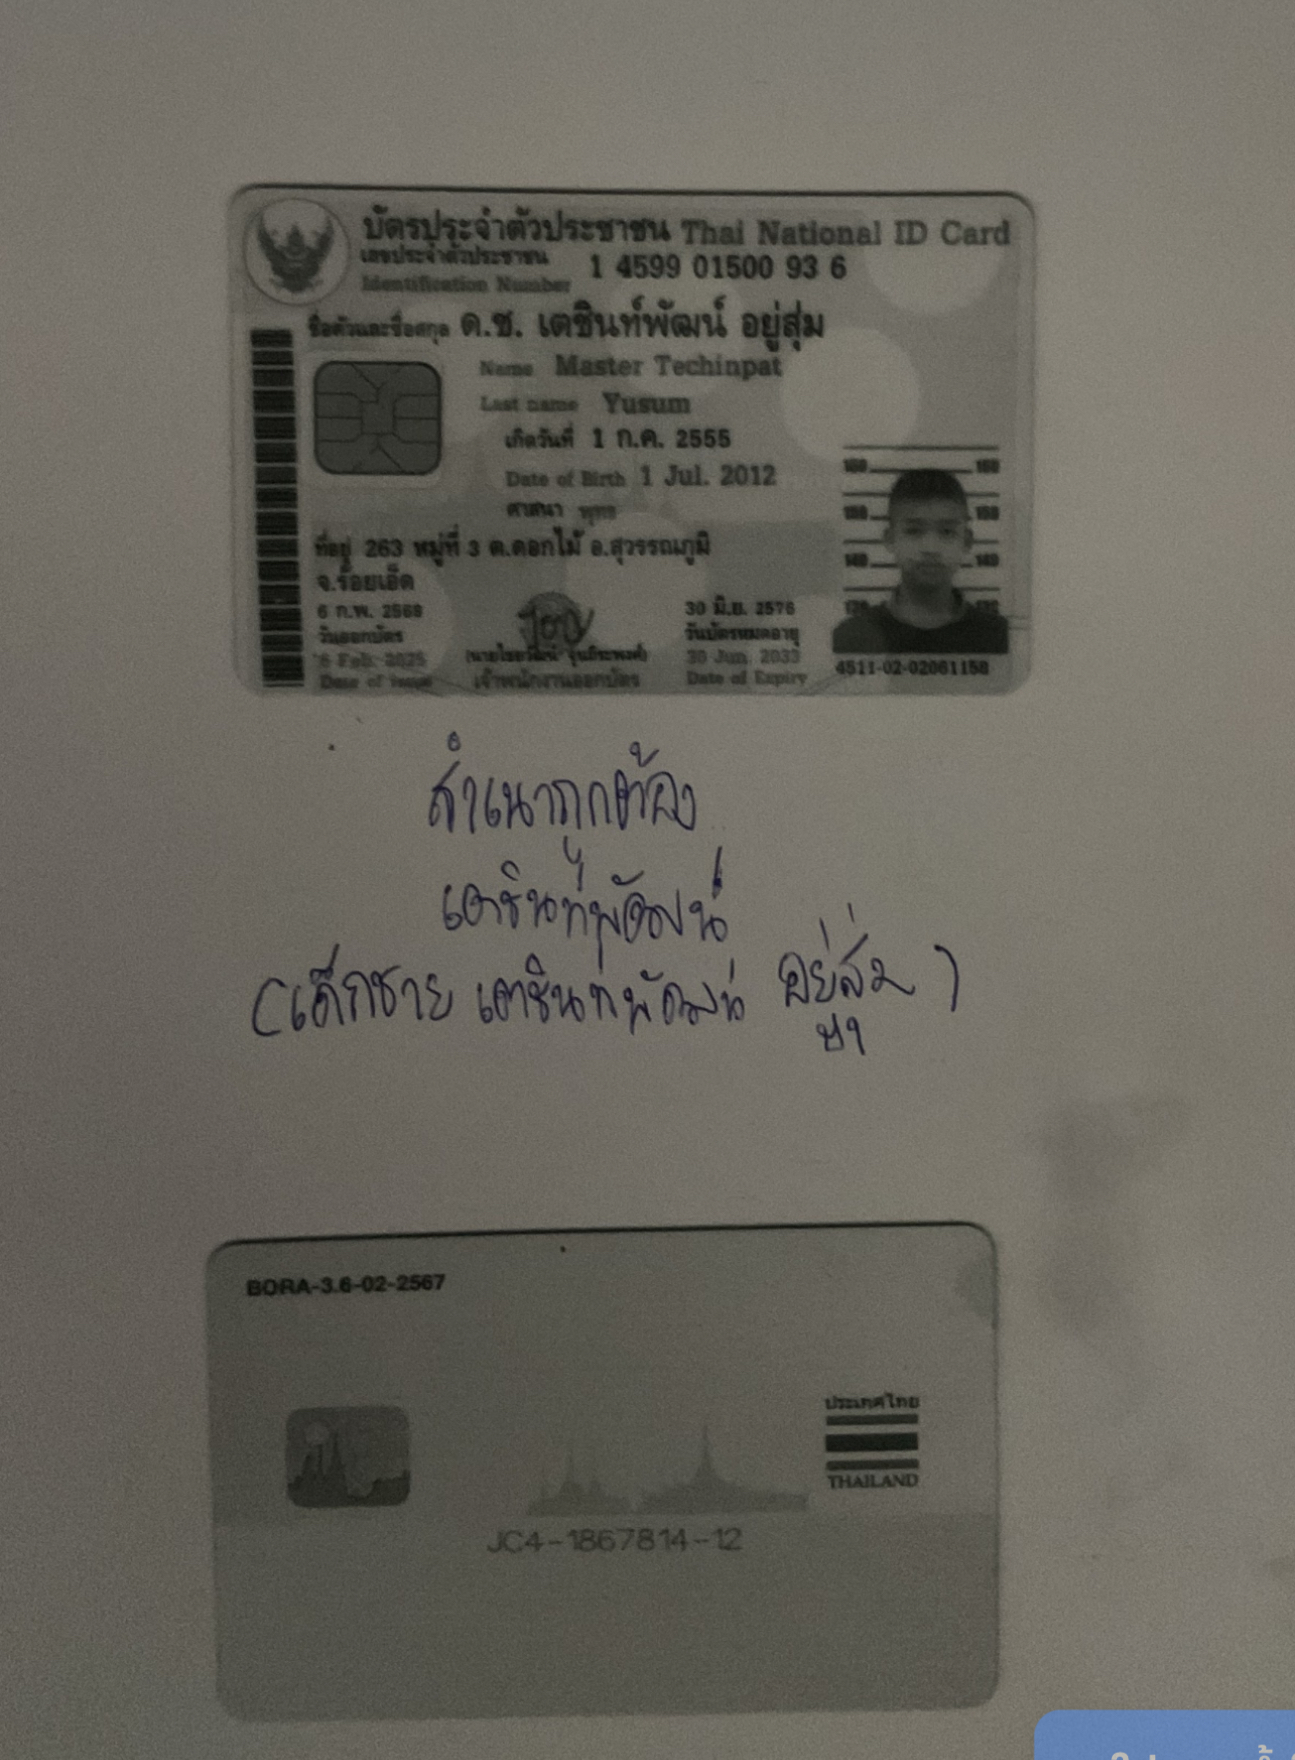 บัตรประจำตัวประชาชน Thai National ID Card
เลขประจำตัวประชาชน
Identification Number 1 4599 01500 93 6
ชื่อตัวและชื่อสกุล ด.ช. เตชินท์พัฒน์ อยู่สุ่ม
Name Master Techinpat
Last name Yusum
เกิดวันที่ 1 ก.ค. 2555
Date of Birth 1 Jul. 2012
ศาสนา พุทธ
ที่อยู่ 263 หมู่ที่ 3 ต.ดอกไม้ อ.สุวรรณภูมิ
จ.ร้อยเอ็ด
6 ก.พ. 2568
วันออกบัตร
6 Feb. 2025
Date of Issue
เจ้าพนักงานออกบัตร
30 มิ.ย. 2576
วันบัตรหมดอายุ
30 Jun. 2033
Date of Expiry
160 160
150 150
140 140
4511-02-02061158
สำเนาถูกต้อง
เตชินท์พัฒน์
(เด็กชาย เตชินท์พัฒน์ อยู่สุ่ม)
BORA-3.6-02-2567
ประเทศไทย
THAILAND
JC4-1867814-12